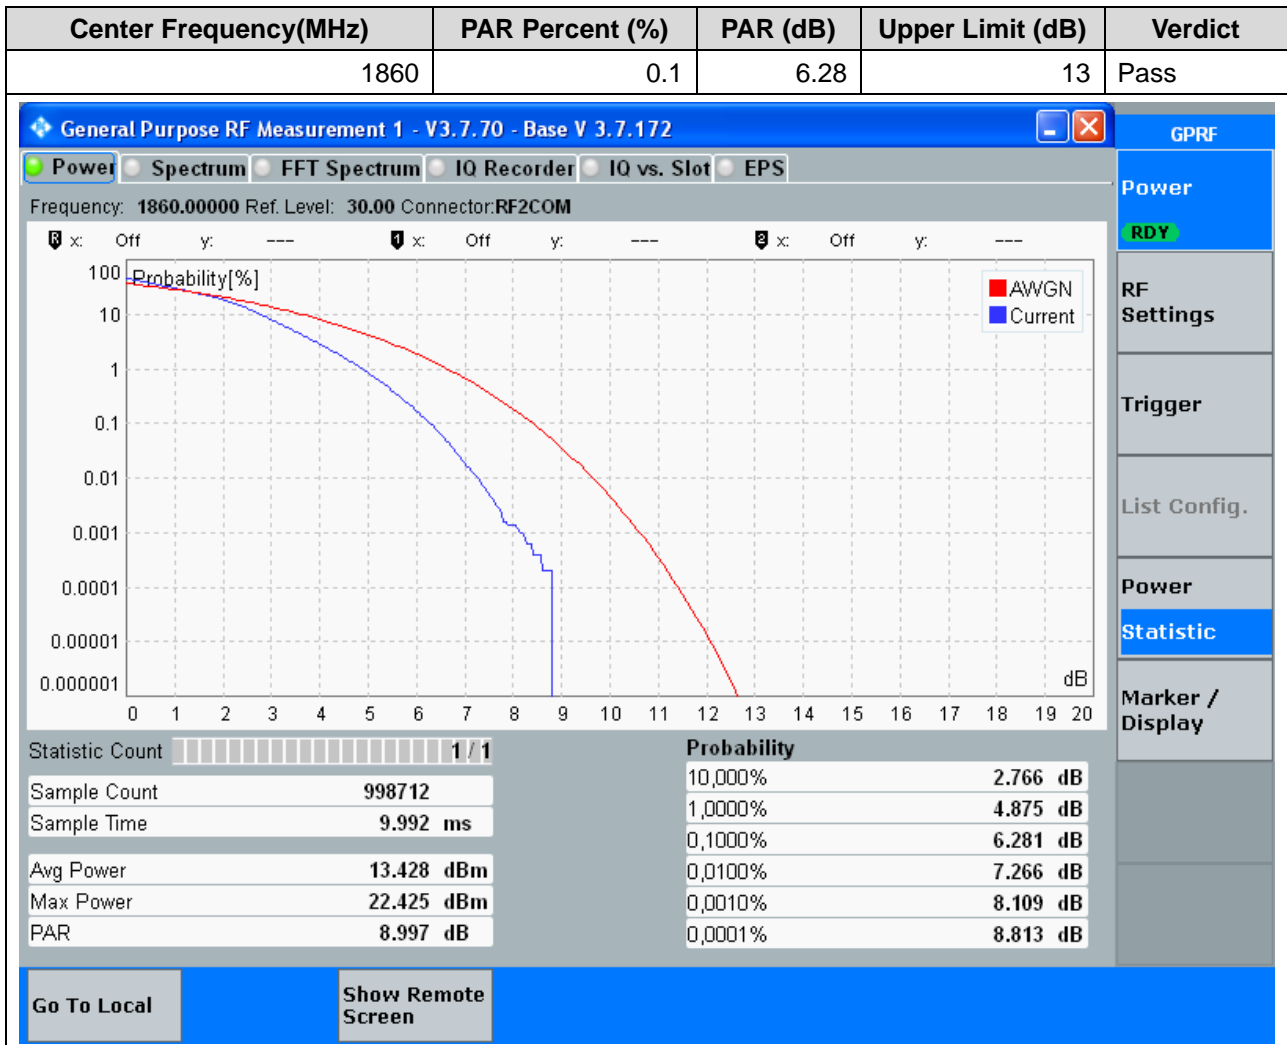 Center Frequency(MHz) PAR Percent (%) PAR (dB) Upper Limit (dB) Verdict
1860 0.1 6.28 13 Pass
General Purpose RF Measurement 1 - V3.7.70 - Base V 3.7.172
GPRF
Power Spectrum FFT Spectrum IQ Recorder IQ vs. Slot EPS
Power
RDY
Frequency: 1860.00000 Ref. Level: 30.00 Connector:RF2COM
R x: Off y: --- 1 x: Off y: --- 2 x: Off y: ---
Probability[%]
AWGN
Current
100
10
1
0.1
0.01
0.001
0.0001
0.00001
0.000001
dB
0 1 2 3 4 5 6 7 8 9 10 11 12 13 14 15 16 17 18 19 20
RF
Settings
Trigger
List Config.
Power
Statistic
Marker /
Display
Statistic Count 1 / 1
Sample Count 998712
Sample Time 9.992 ms
Avg Power 13.428 dBm
Max Power 22.425 dBm
PAR 8.997 dB
Probability
10,000% 2.766 dB
1,0000% 4.875 dB
0,1000% 6.281 dB
0,0100% 7.266 dB
0,0010% 8.109 dB
0,0001% 8.813 dB
Go To Local
Show Remote
Screen